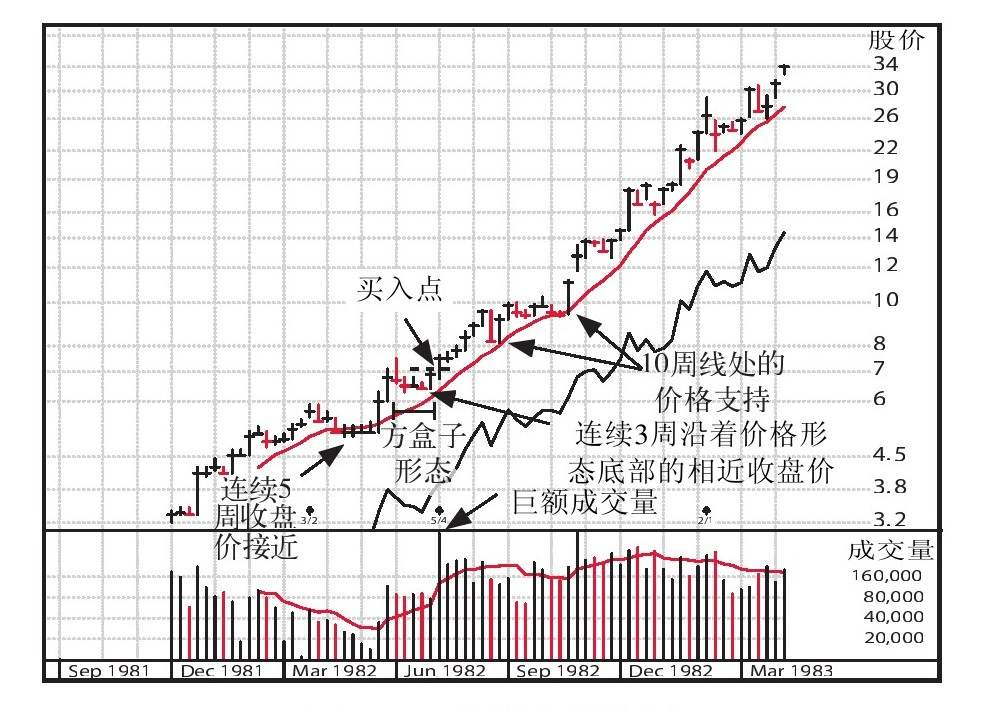 股价
34
30
26
22
19
16
14
12
买入点
10
8
7
10周线处的
价格支持
6
方盒子
形态
连续3周沿着价格形
态底部的相近收盘价
4.5
3.8
连续5
周收盘
价接近
巨额成交量
3/2
5/4
2/1
3.2
成交量
160,000
80,000
40,000
20,000
Sep 1981
Dec 1981
Mar 1982
Jun 1982
Sep 1982
Dec 1982
Mar 1983